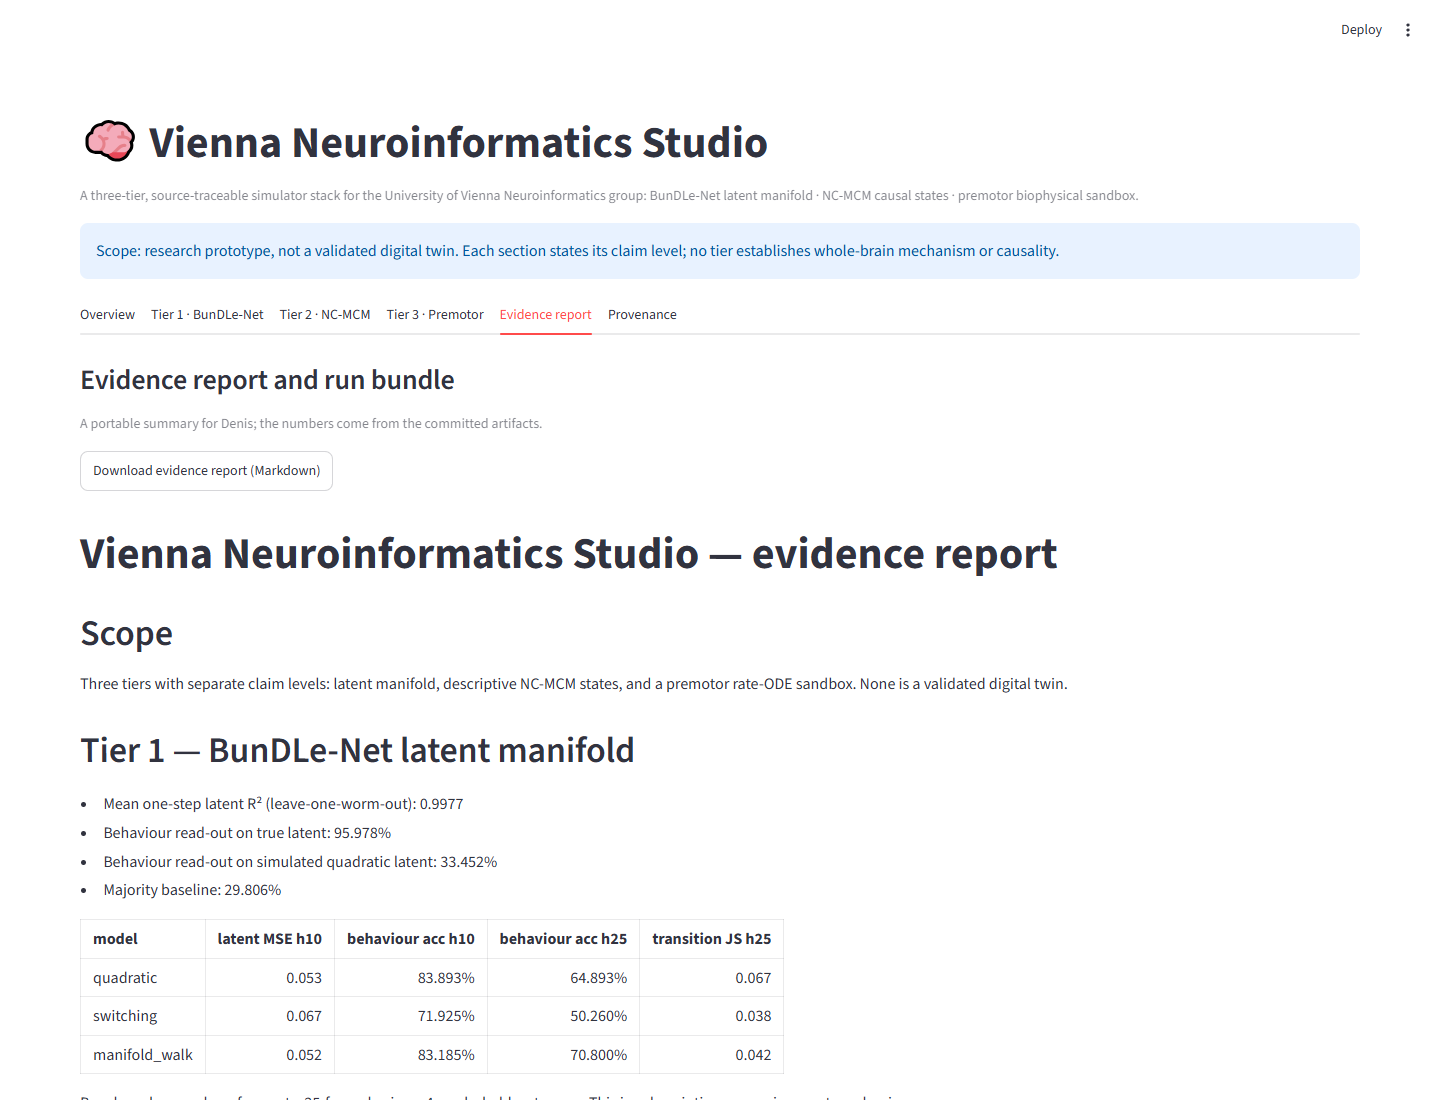 Deploy
Vienna Neuroinformatics Studio
A three-tier, source-traceable simulator stack for the University of Vienna Neuroinformatics group: BunDLe-Net latent manifold · NC-MCM causal states · premotor biophysical sandbox.
Scope: research prototype, not a validated digital twin. Each section states its claim level; no tier establishes whole-brain mechanism or causality.
Overview Tier 1 · BunDLe-Net Tier 2 · NC-MCM Tier 3 · Premotor Evidence report Provenance
Evidence report and run bundle
A portable summary for Denis; the numbers come from the committed artifacts.
Download evidence report (Markdown)
Vienna Neuroinformatics Studio — evidence report
Scope
Three tiers with separate claim levels: latent manifold, descriptive NC-MCM states, and a premotor rate-ODE sandbox. None is a validated digital twin.
Tier 1 — BunDLe-Net latent manifold
• Mean one-step latent R² (leave-one-worm-out): 0.9977
• Behaviour read-out on true latent: 95.978%
• Behaviour read-out on simulated quadratic latent: 33.452%
• Majority baseline: 29.806%
model latent MSE h10 behaviour acc h10 behaviour acc h25 transition JS h25
quadratic 0.053 83.893% 64.893% 0.067
switching 0.067 71.925% 50.260% 0.038
manifold_walk 0.052 83.185% 70.800% 0.042